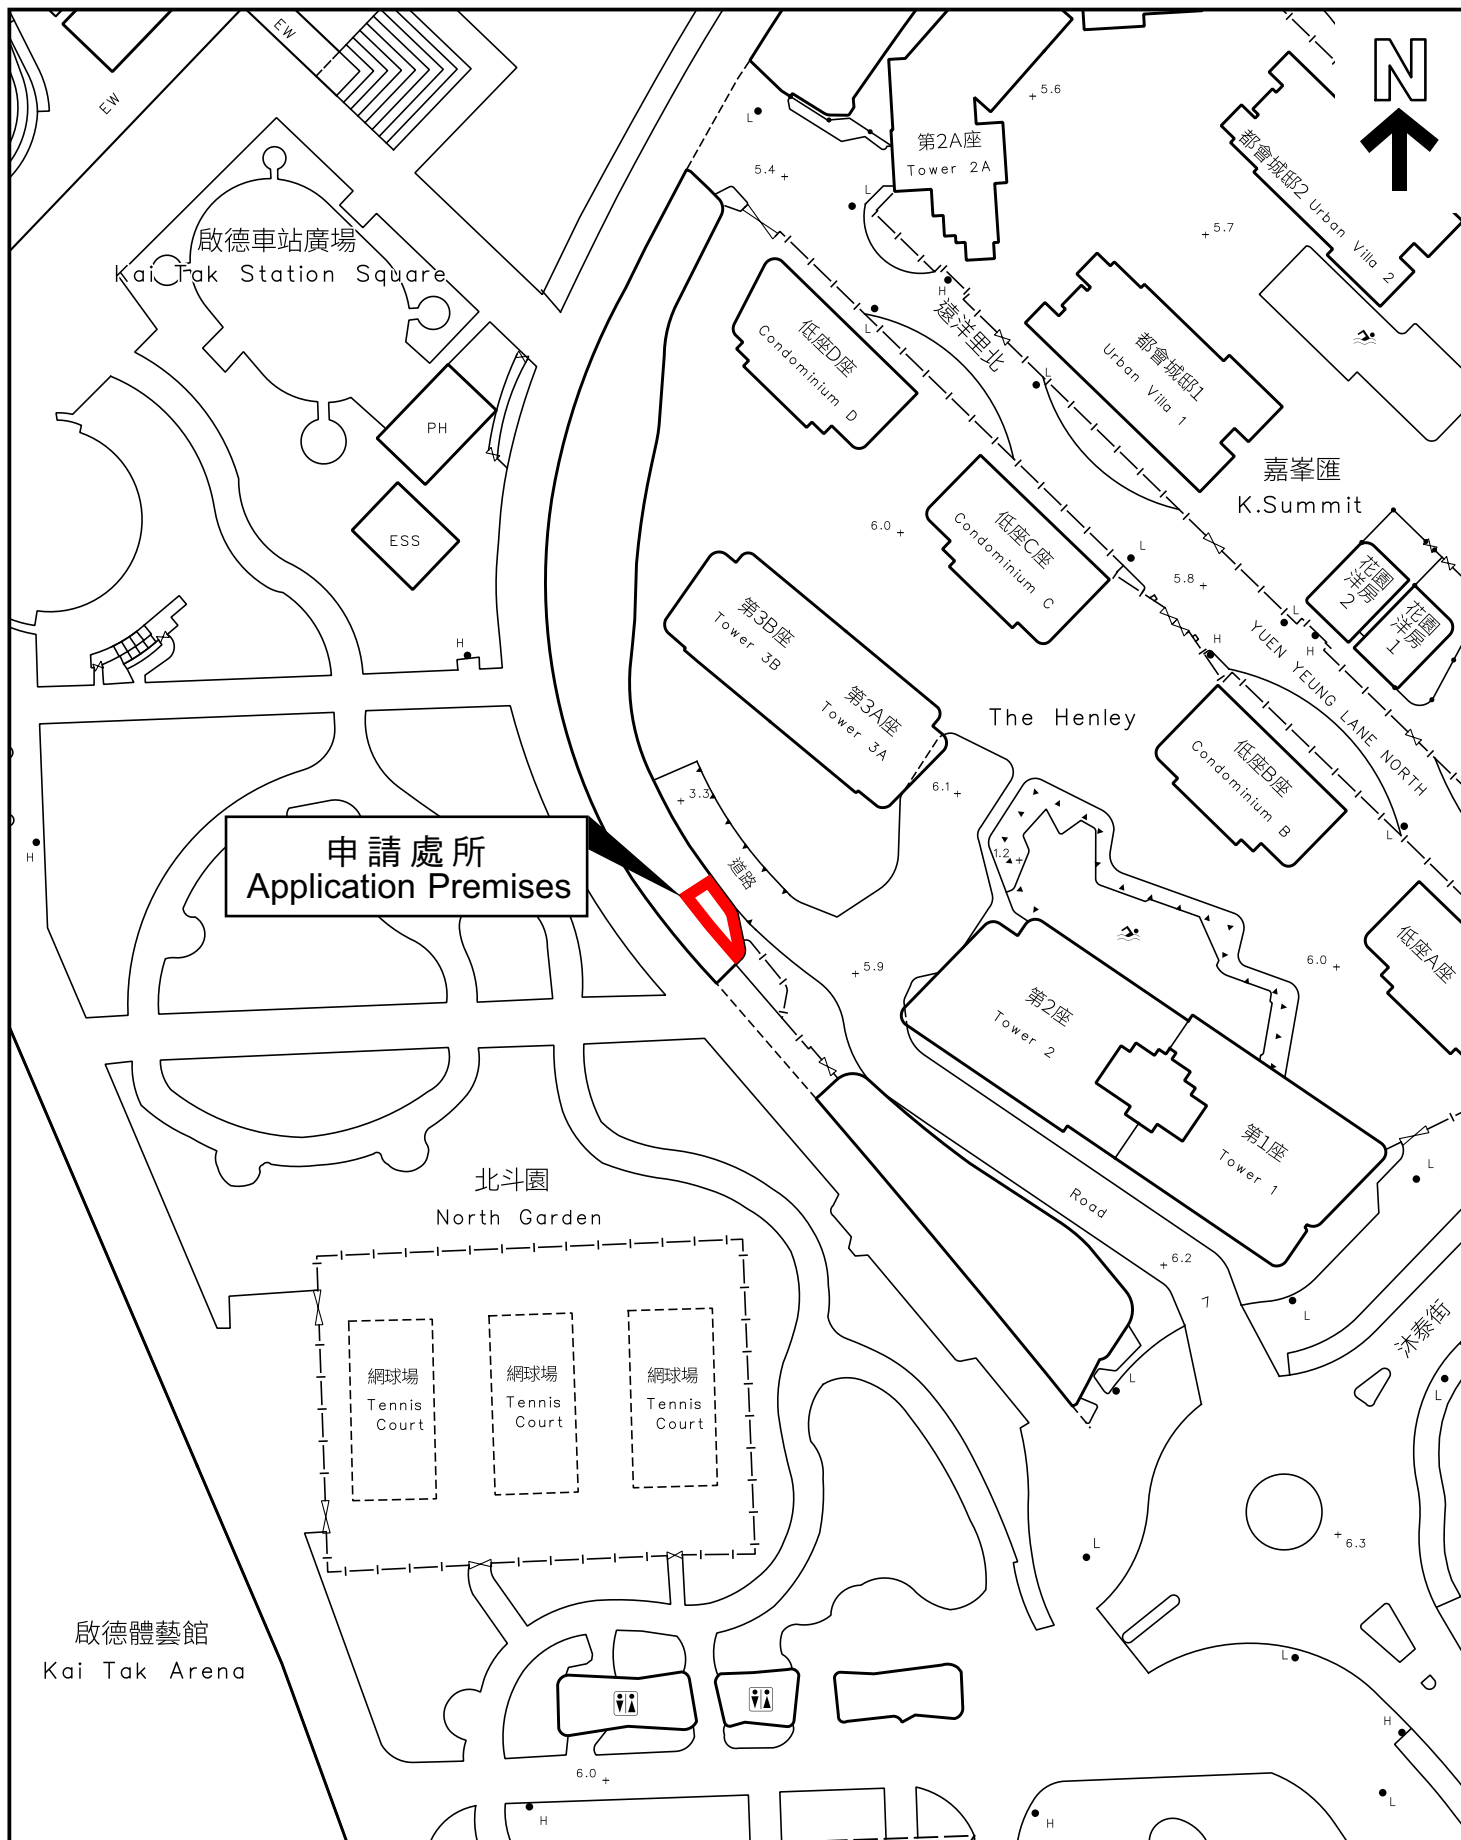 EW
EW
N
L
+ 5.6
第2A座
Tower 2A
5.4 +
L
都會城邸2
Urban Villa 2
+ 5.7
啟德車站廣場
Kai Tak Station Square
H
L
遠洋里北
低座D座
Condominium D
都會城邸1
Urban Villa 1
L
PH
嘉峯匯
K.Summit
ESS
6.0 +
低座C座
Condominium C
L
5.8 +
花園
洋房
2
花園
洋房
1
L
H
H
YUEN YEUNG LANE NORTH
第3B座
Tower 3B
H
第3A座
Tower 3A
The Henley
低座B座
Condominium B
L
+ 3.3
6.1 +
H
申請處所
Application Premises
1.2 +
道路
低座A座
+ 5.9
6.0 +
第2座
Tower 2
第1座
Tower 1
L
北斗園
North Garden
Road
+ 6.2
7
L
沐泰街
網球場
Tennis
Court
網球場
Tennis
Court
網球場
Tennis
Court
L
L
L
+ 6.3
啟德體藝館
Kai Tak Arena
L
H
6.0 +
H
H
L